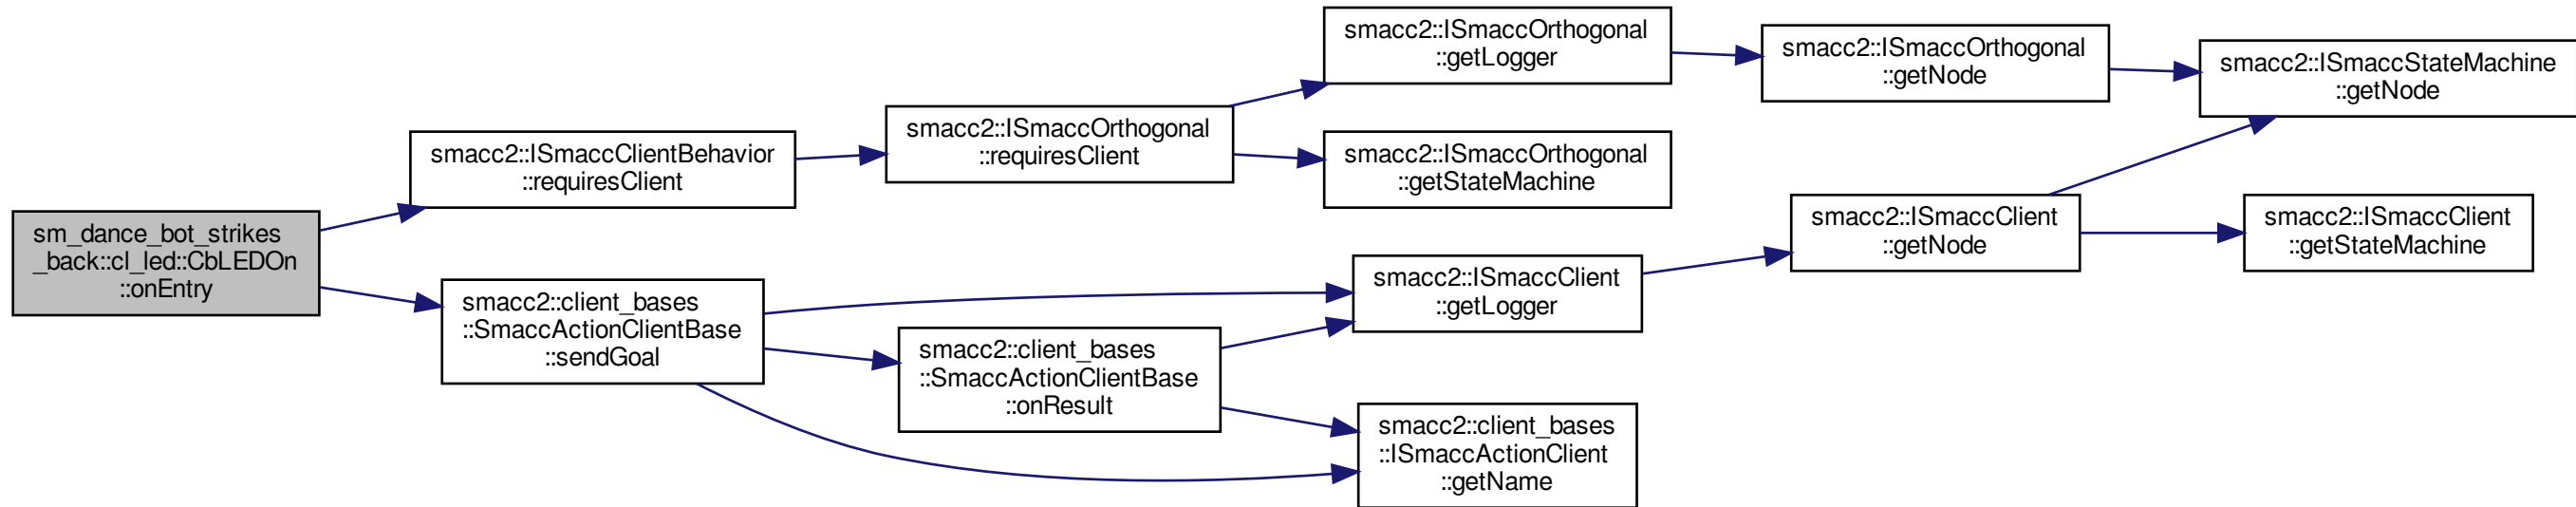 sm_dance_bot_strikes
_back::cl_led::CbLEDOn
::onEntry
smacc2::ISmaccClientBehavior
::requiresClient
smacc2::ISmaccOrthogonal
::requiresClient
smacc2::ISmaccOrthogonal
::getLogger
smacc2::ISmaccOrthogonal
::getNode
smacc2::ISmaccStateMachine
::getNode
smacc2::ISmaccOrthogonal
::getStateMachine
smacc2::client_bases
::SmaccActionClientBase
::sendGoal
smacc2::client_bases
::SmaccActionClientBase
::onResult
smacc2::ISmaccClient
::getLogger
smacc2::ISmaccClient
::getNode
smacc2::ISmaccClient
::getStateMachine
smacc2::client_bases
::ISmaccActionClient
::getName